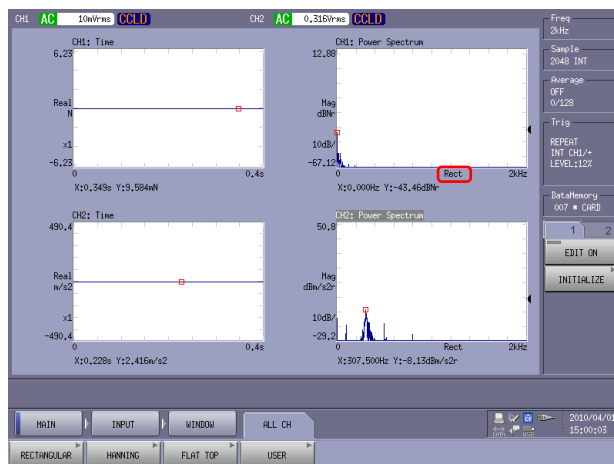 CH1 AC 10mVrms CCLD CH2 AC 0.316Vrms CCLD
Freq
2kHz
Sample
2048 INT
Average
OFF
0/128
Trig
REPEAT
INT CH1/+
LEVEL:12%
DataMemory
007 * CARD
1 2
EDIT ON
INITIALIZE
CH1: Time
6.23
Real
N
x1
-6.23
0 0.4s
X:0.349s Y:9.584mN
CH1: Power Spectrum
12.88
Mag
dBNr
10dB/
-67.12
0 Rect 2kHz
X:0.000Hz Y:-43.46dBNr
CH2: Time
490.4
Real
m/s2
x1
-490.4
0 0.4s
X:0.228s Y:2.416m/s2
CH2: Power Spectrum
50.8
Mag
dBm/s2r
10dB/
-29.2
0 Rect 2kHz
X:307.500Hz Y:-8.13dBm/s2r
MAIN INPUT WINDOW ALL CH
2010/04/01
15:00:03
RECTANGULAR HANNING FLAT TOP USER